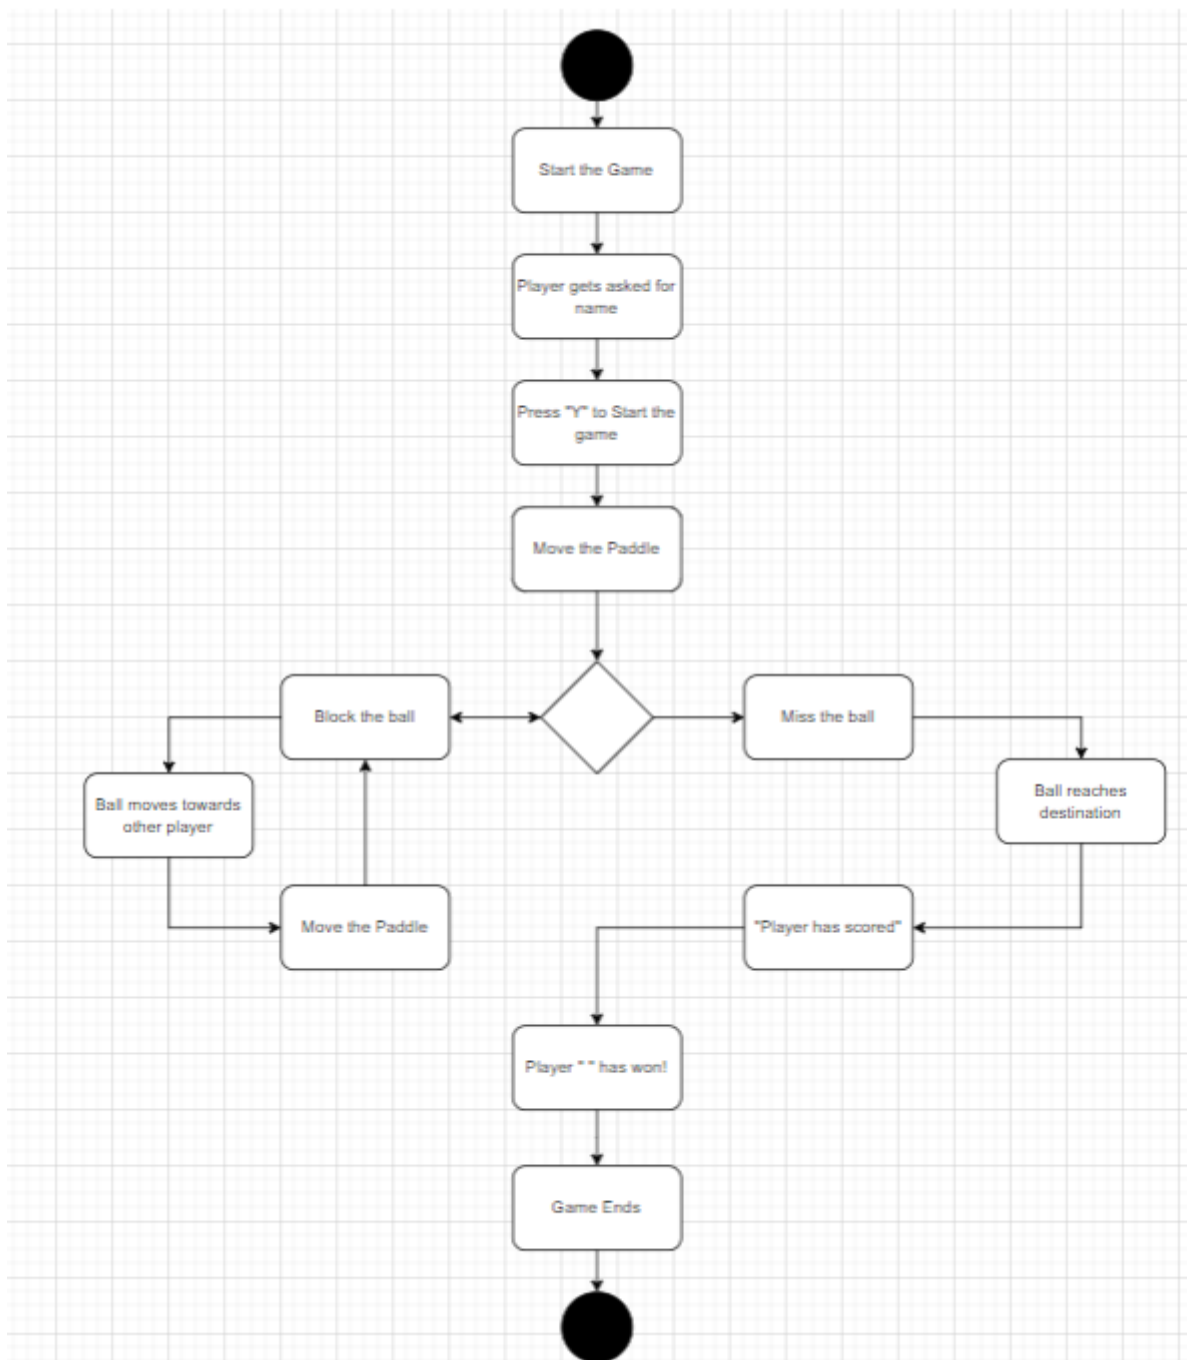 Start the Game
Player gets asked for
name
Press "Y" to Start the
game
Move the Paddle
Block the ball
Miss the ball
Ball moves towards
other player
Ball reaches
destination
Move the Paddle
"Player has scored"
Player " " has won!
Game Ends